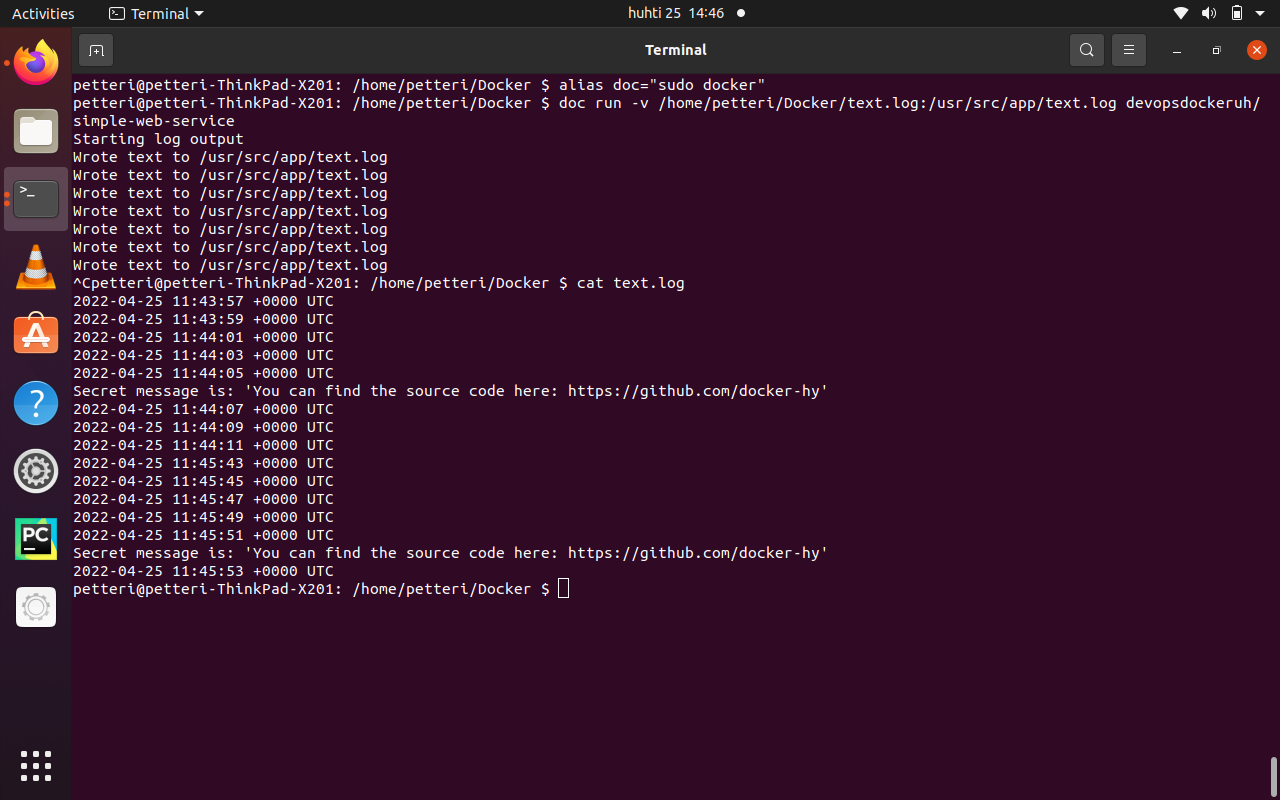 Activities Terminal huhti 25 14:46
Terminal
petteri@petteri-ThinkPad-X201: /home/petteri/Docker $ alias doc="sudo docker"
petteri@petteri-ThinkPad-X201: /home/petteri/Docker $ doc run -v /home/petteri/Docker/text.log:/usr/src/app/text.log devopsdockeruh/
simple-web-service
Starting log output
Wrote text to /usr/src/app/text.log
Wrote text to /usr/src/app/text.log
Wrote text to /usr/src/app/text.log
Wrote text to /usr/src/app/text.log
Wrote text to /usr/src/app/text.log
Wrote text to /usr/src/app/text.log
Wrote text to /usr/src/app/text.log
^Cpetteri@petteri-ThinkPad-X201: /home/petteri/Docker $ cat text.log
2022-04-25 11:43:57 +0000 UTC
2022-04-25 11:43:59 +0000 UTC
2022-04-25 11:44:01 +0000 UTC
2022-04-25 11:44:03 +0000 UTC
2022-04-25 11:44:05 +0000 UTC
Secret message is: 'You can find the source code here: https://github.com/docker-hy'
2022-04-25 11:44:07 +0000 UTC
2022-04-25 11:44:09 +0000 UTC
2022-04-25 11:44:11 +0000 UTC
2022-04-25 11:45:43 +0000 UTC
2022-04-25 11:45:45 +0000 UTC
2022-04-25 11:45:47 +0000 UTC
2022-04-25 11:45:49 +0000 UTC
2022-04-25 11:45:51 +0000 UTC
Secret message is: 'You can find the source code here: https://github.com/docker-hy'
2022-04-25 11:45:53 +0000 UTC
petteri@petteri-ThinkPad-X201: /home/petteri/Docker $
>_
?
PC